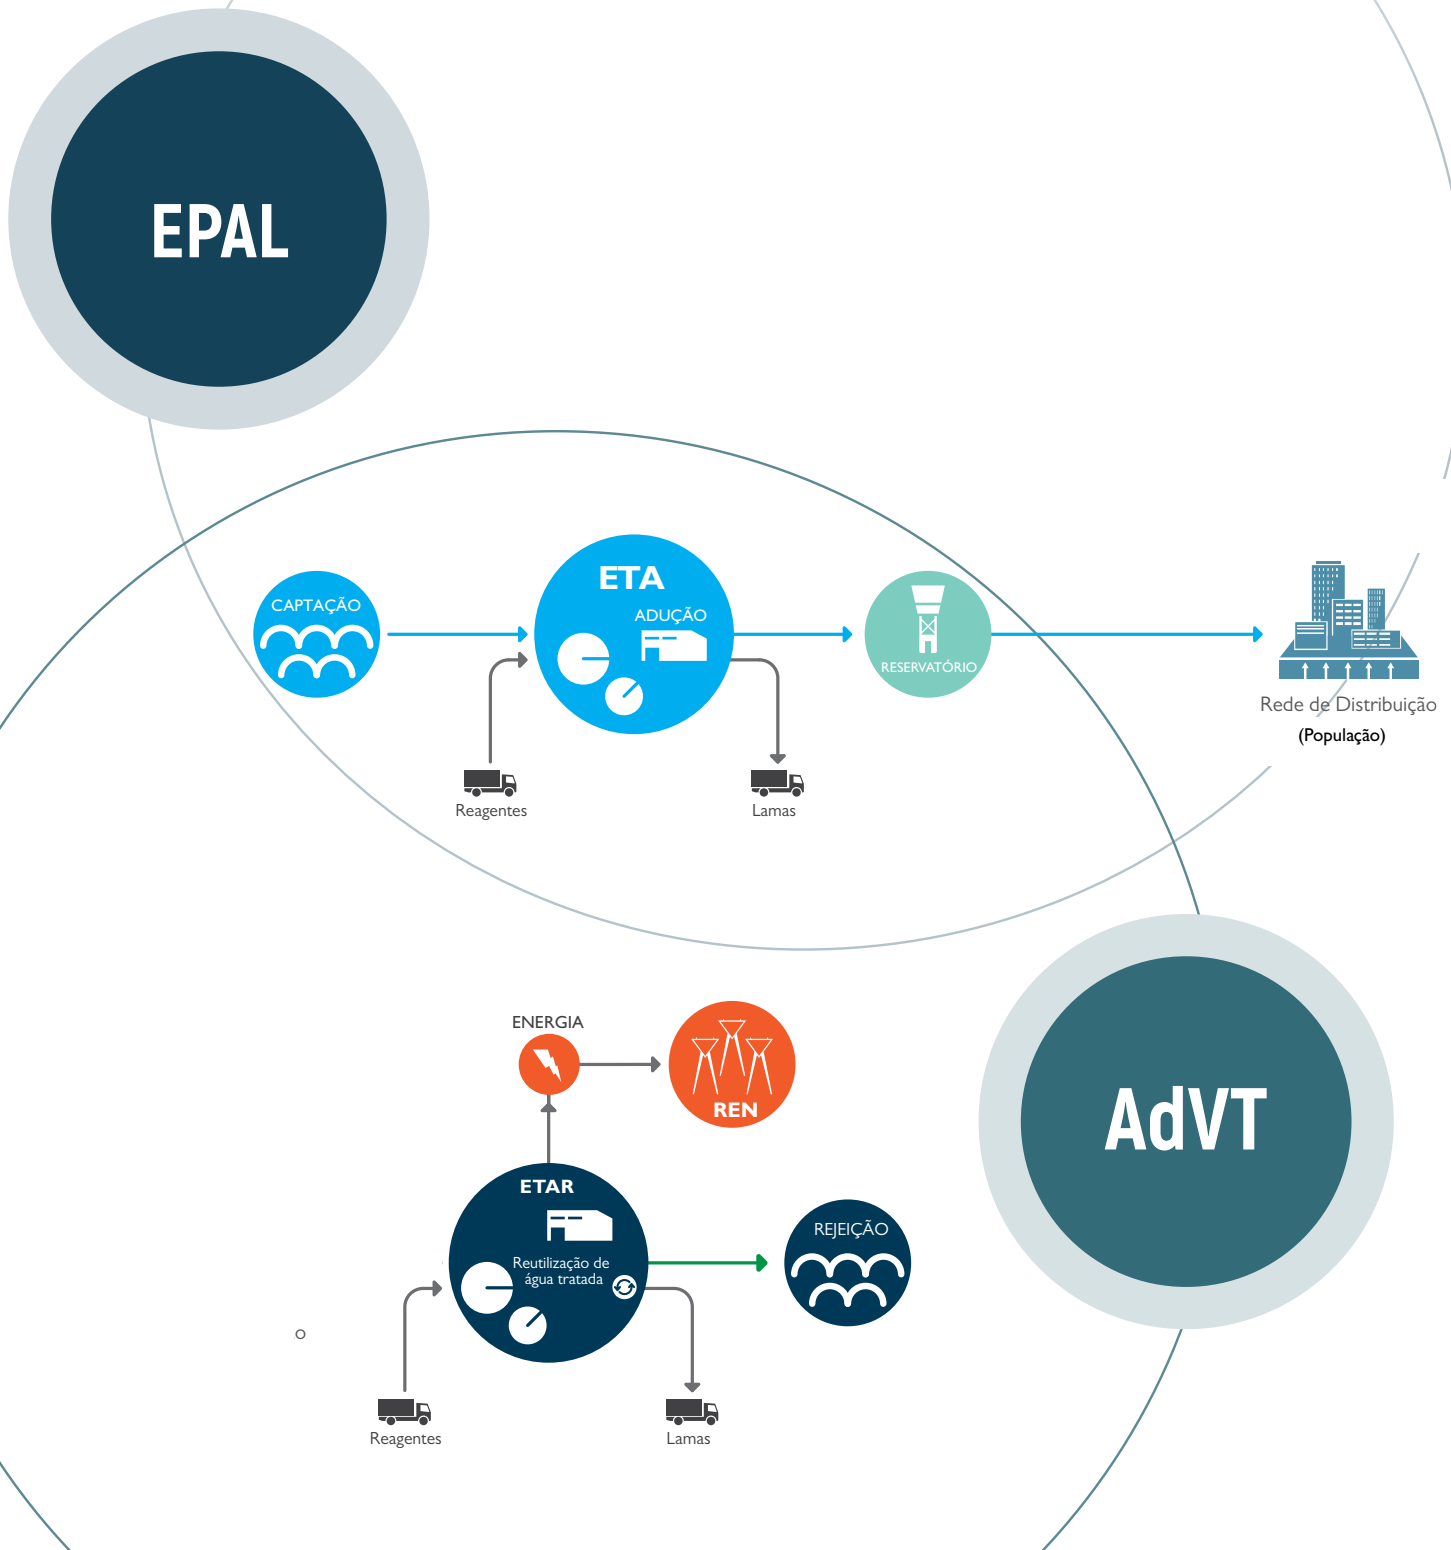 EPAL
CAPTAÇÃO
ETA
ADUÇÃO
RESERVATÓRIO
Rede de Distribuição
(População)
Reagentes
Lamas
ENERGIA
REN
AdVT
ETAR
Reutilização de
água tratada
REJEIÇÃO
o
Reagentes
Lamas